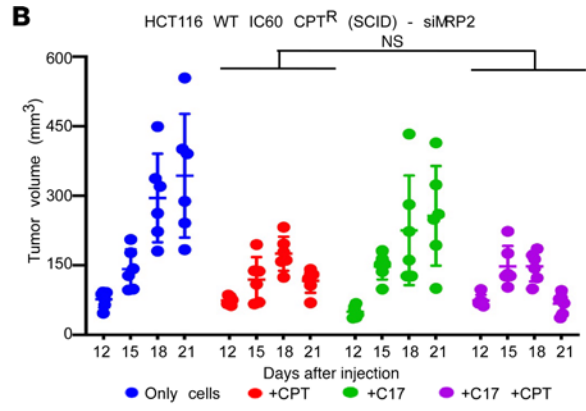 B
HCT116 WT IC60 CPTR (SCID) - siMRP2
NS
600
450
300
150
0
Tumor volume (mm3)
12 15 18 21 12 15 18 21 12 15 18 21 12 15 18 21
Days after injection
Only cells +CPT +C17 +C17 +CPT